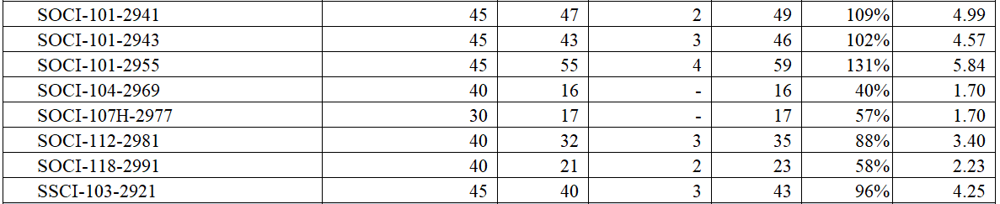 SOCI-101-2941 45 47 2 49 109% 4.99
SOCI-101-2943 45 43 3 46 102% 4.57
SOCI-101-2955 45 55 4 59 131% 5.84
SOCI-104-2969 40 16 - 16 40% 1.70
SOCI-107H-2977 30 17 - 17 57% 1.70
SOCI-112-2981 40 32 3 35 88% 3.40
SOCI-118-2991 40 21 2 23 58% 2.23
SSCI-103-2921 45 40 3 43 96% 4.25